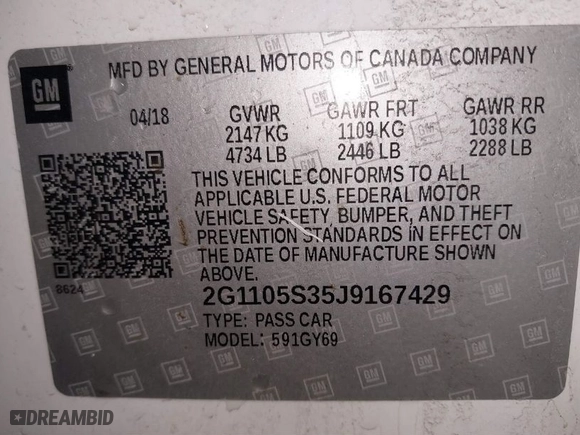 GM
MFD BY GENERAL MOTORS OF CANADA COMPANY
04/18 GVWR GAWR FRT GAWR RR
2147 KG 1109 KG 1038 KG
4734 LB 2446 LB 2288 LB
THIS VEHICLE CONFORMS TO ALL
APPLICABLE U.S. FEDERAL MOTOR
VEHICLE SAFETY, BUMPER, AND THEFT
PREVENTION STANDARDS IN EFFECT ON
THE DATE OF MANUFACTURE SHOWN
ABOVE.
8624
2G1105S35J9167429
TYPE: PASS CAR
MODEL: 591GY69
DREAMBID